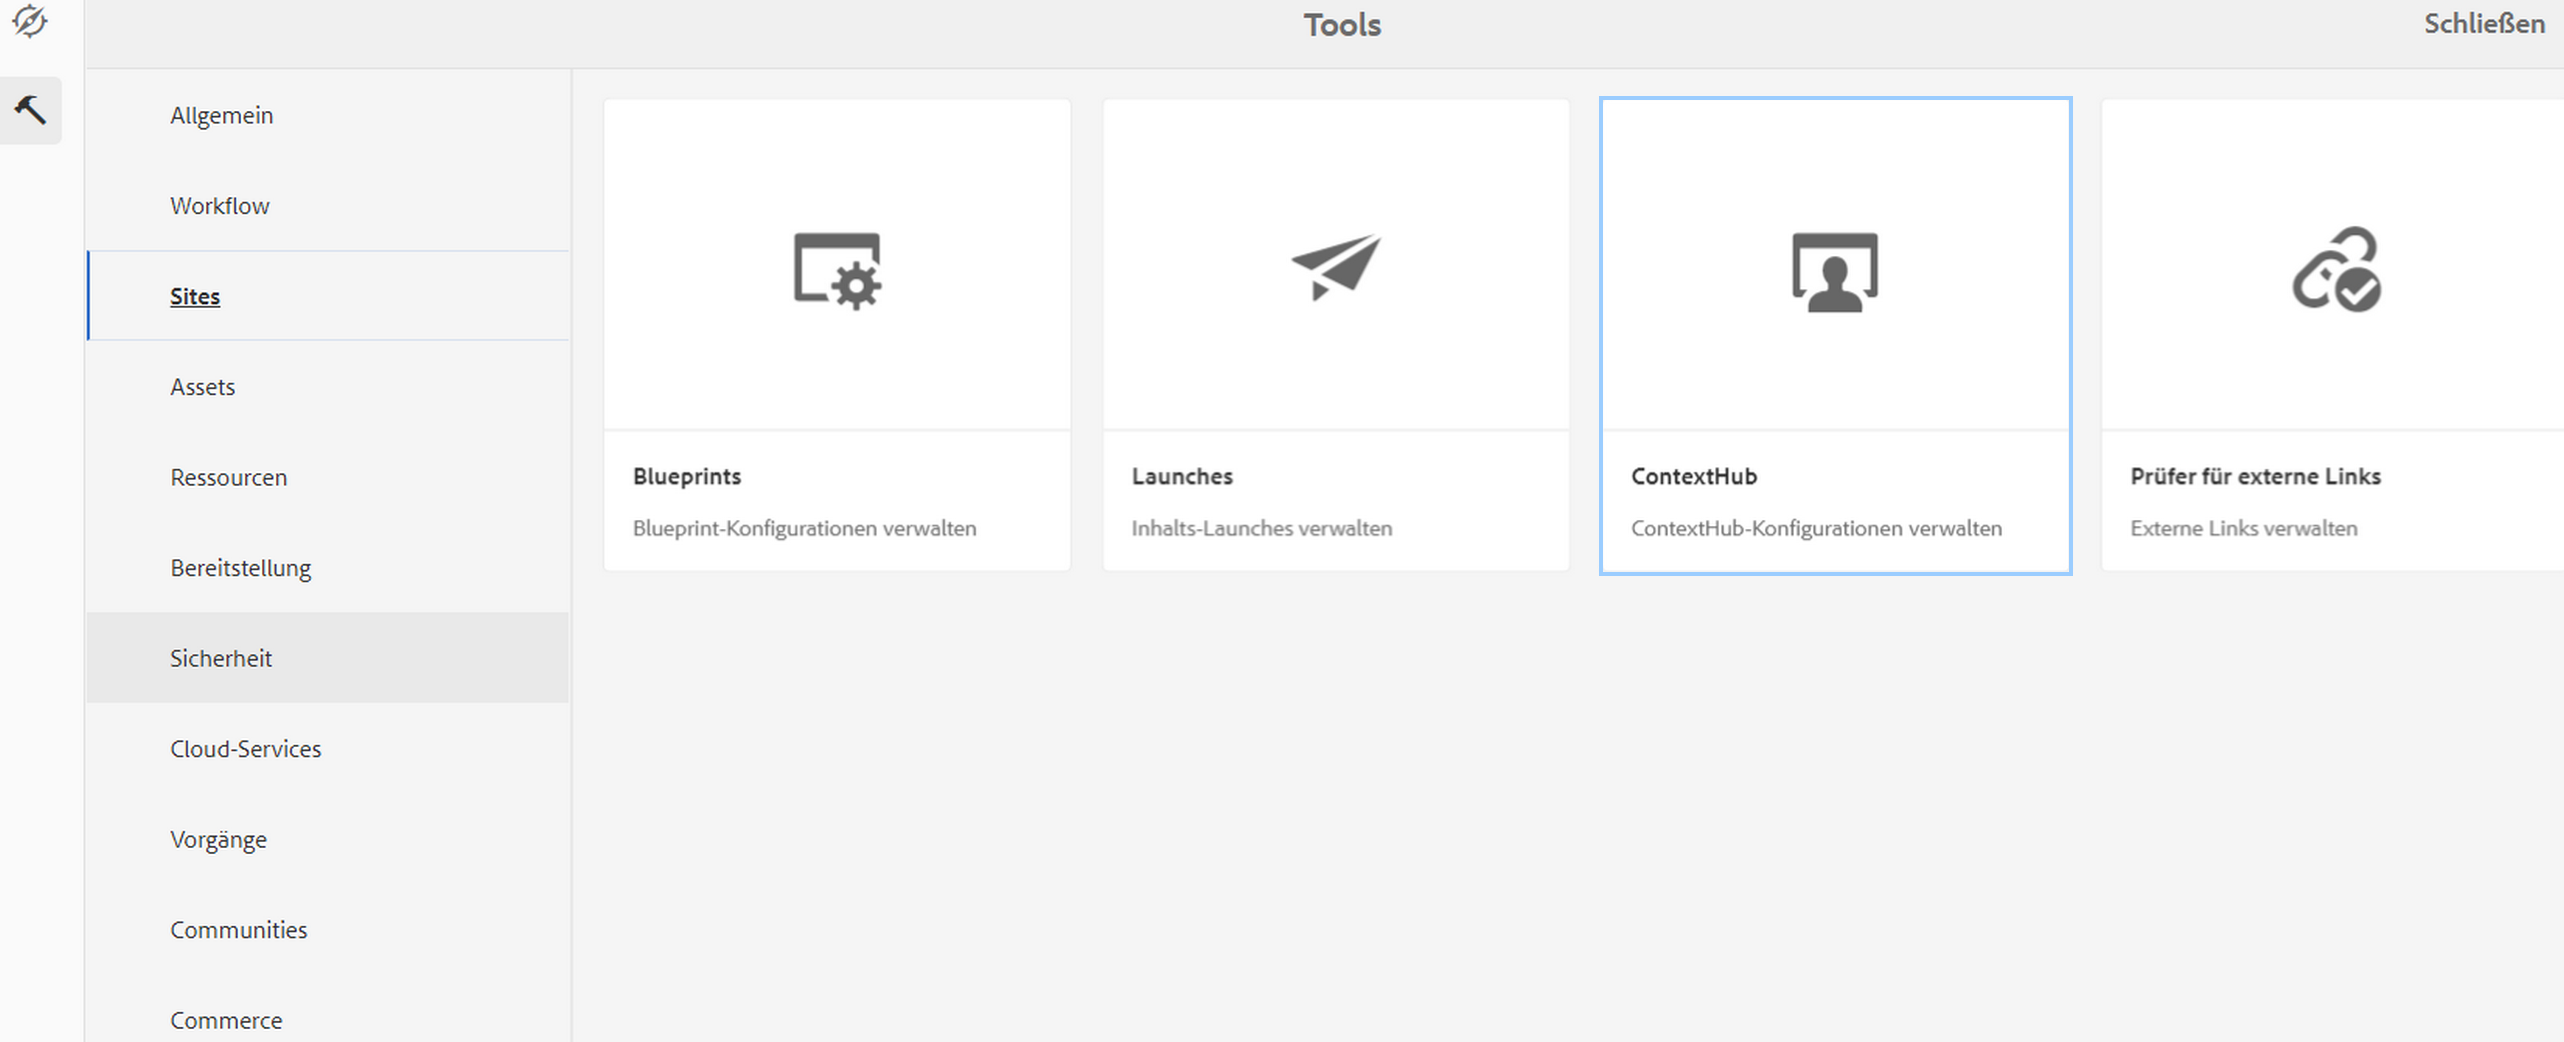 Tools
Schließen
Allgemein
Workflow
Sites
Assets
Ressourcen
Bereitstellung
Sicherheit
Cloud-Services
Vorgänge
Communities
Commerce
Blueprints
Blueprint-Konfigurationen verwalten
Launches
Inhalts-Launches verwalten
ContextHub
ContextHub-Konfigurationen verwalten
Prüfer für externe Links
Externe Links verwalten